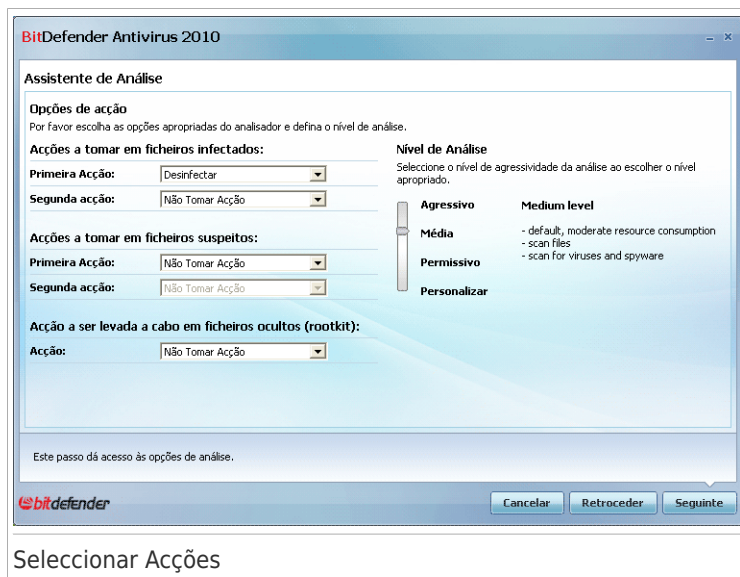 BitDefender Antivirus 2010
Assistente de Análise
Opções de acção
Por favor escolha as opções apropriadas do analisador e defina o nível de análise.
Acções a tomar em ficheiros infectados:
Primeira Acção: Desinfectar
Segunda acção: Não Tomar Acção
Acções a tomar em ficheiros suspeitos:
Primeira Acção: Não Tomar Acção
Segunda acção: Não Tomar Acção
Acção a ser levada a cabo em ficheiros ocultos (rootkit):
Acção: Não Tomar Acção
Nível de Análise
Seleccione o nível de agressividade da análise ao escolher o nível
apropriado.
Agressivo
Média
Permissivo
Personalizar
Medium level
- default, moderate resource consumption
- scan files
- scan for viruses and spyware
Este passo dá acesso às opções de análise.
bitdefender
Cancelar
Retroceder
Seguinte
Seleccionar Acções